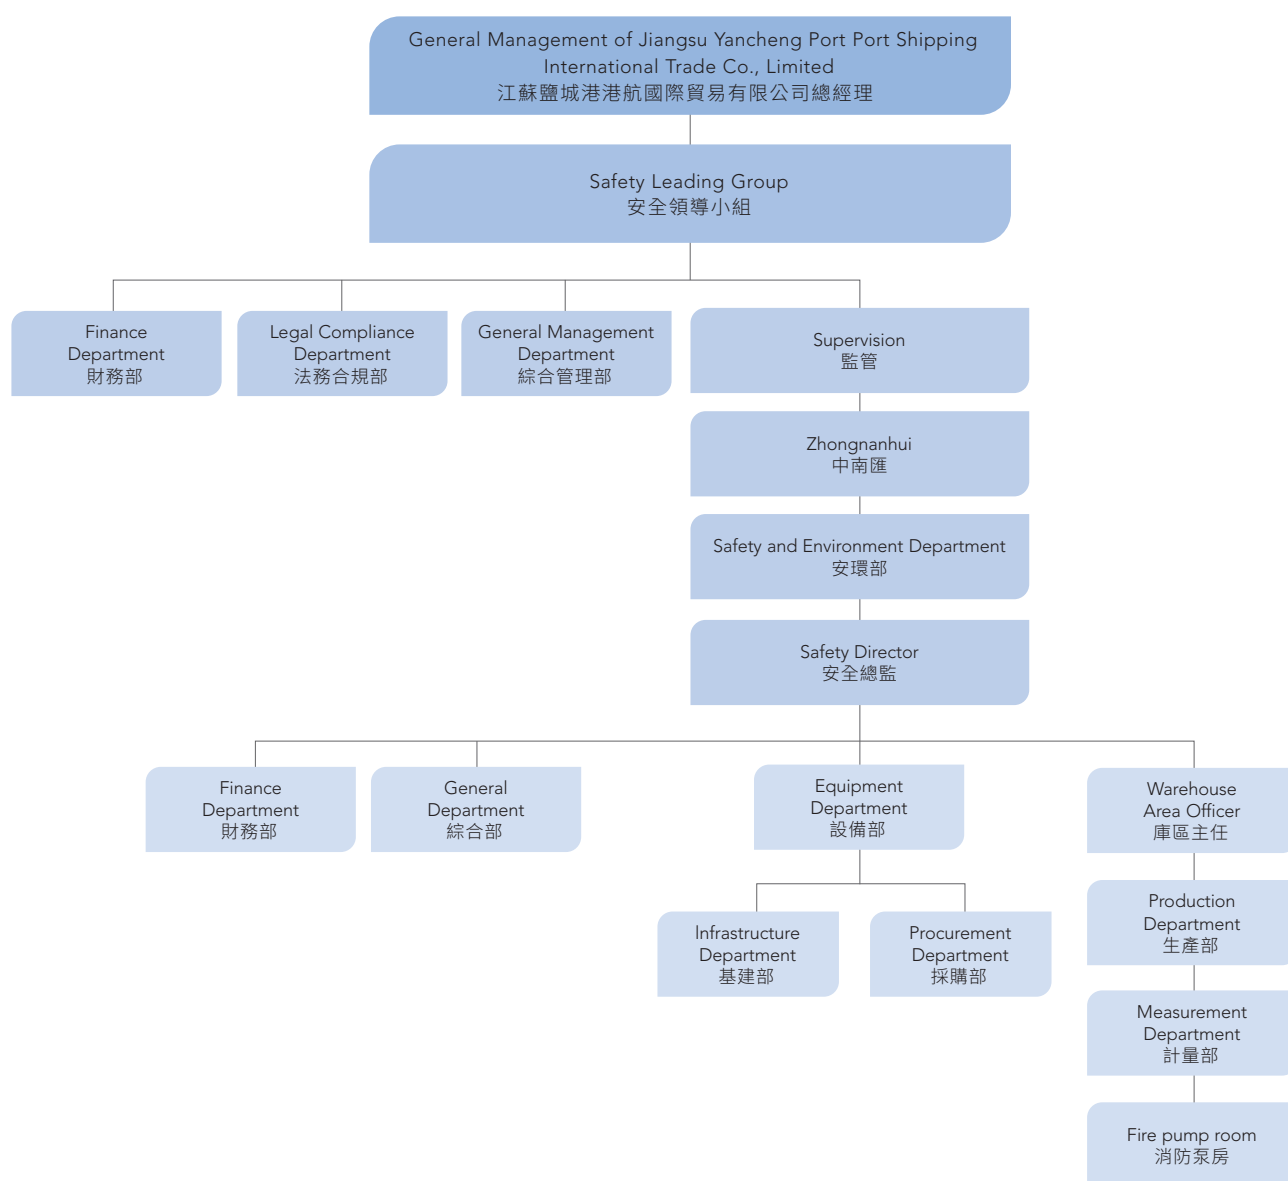 General Management of Jiangsu Yancheng Port Port Shipping
International Trade Co., Limited
江蘇鹽城港港航國際貿易有限公司總經理
Safety Leading Group
安全領導小組
Finance
Department
財務部
Legal Compliance
Department
法務合規部
General Management
Department
綜合管理部
Supervision
監管
Zhongnanhui
中南匯
Safety and Environment Department
安環部
Safety Director
安全總監
Finance
Department
財務部
General
Department
綜合部
Equipment
Department
設備部
Warehouse
Area Officer
庫區主任
Infrastructure
Department
基建部
Procurement
Department
採購部
Production
Department
生產部
Measurement
Department
計量部
Fire pump room
消防泵房